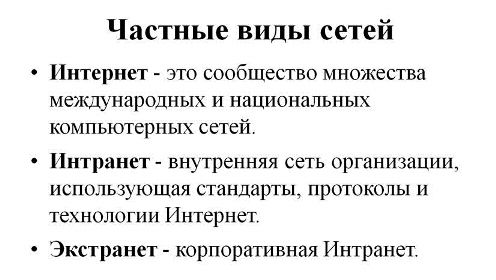 Частные виды сетей
• Интернет - это сообщество множества
международных и национальных
компьютерных сетей.
• Интранет - внутренняя сеть организации,
использующая стандарты, протоколы и
технологии Интернет.
• Экстранет - корпоративная Интранет.